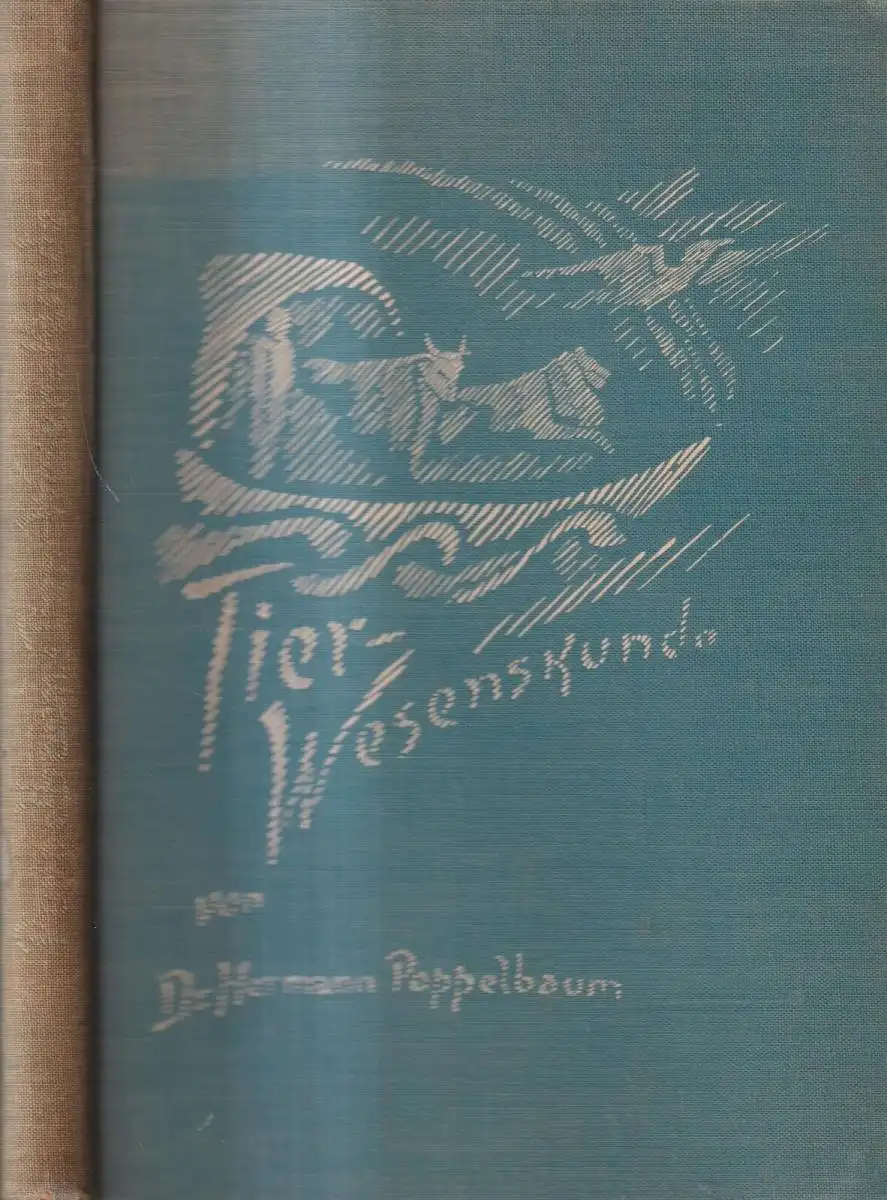 Tier-
Wesenskunde
von
Dr. Hermann Poppelbaum